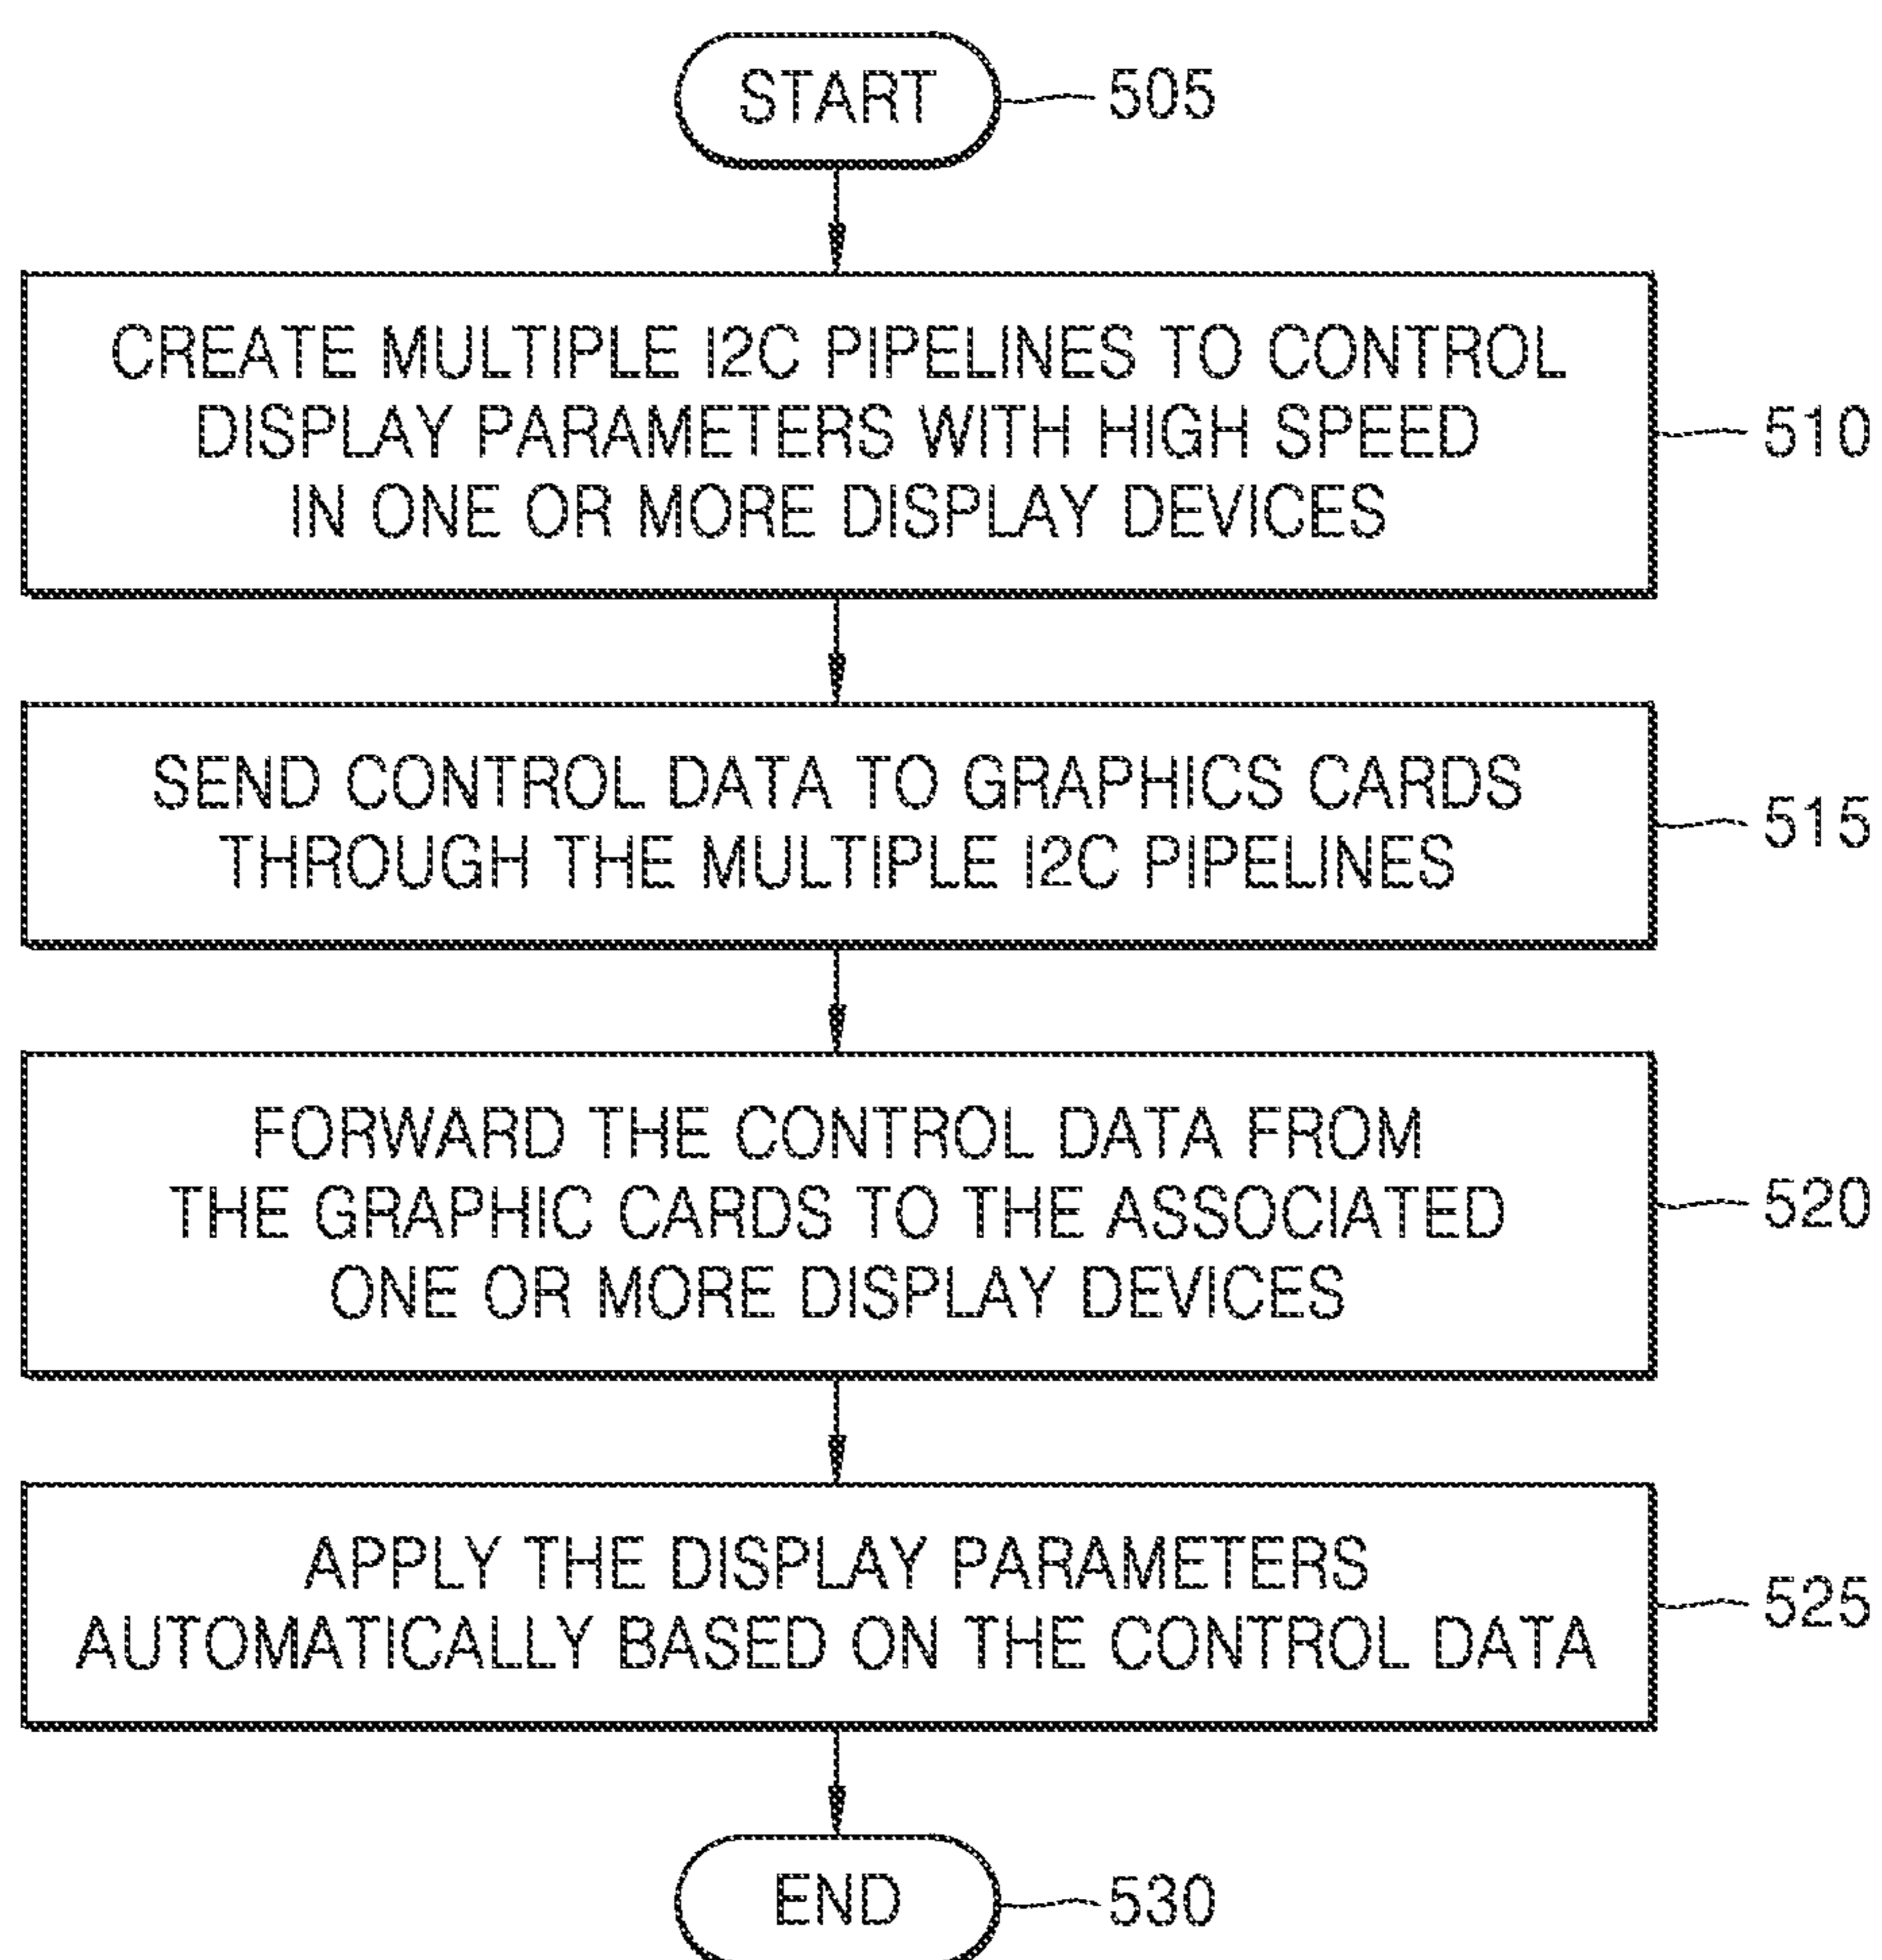 START
505
CREATE MULTIPLE I2C PIPELINES TO CONTROL
DISPLAY PARAMETERS WITH HIGH SPEED
IN ONE OR MORE DISPLAY DEVICES
510
SEND CONTROL DATA TO GRAPHICS CARDS
THROUGH THE MULTIPLE I2C PIPELINES
515
FORWARD THE CONTROL DATA FROM
THE GRAPHIC CARDS TO THE ASSOCIATED
ONE OR MORE DISPLAY DEVICES
520
APPLY THE DISPLAY PARAMETERS
AUTOMATICALLY BASED ON THE CONTROL DATA
525
END
530